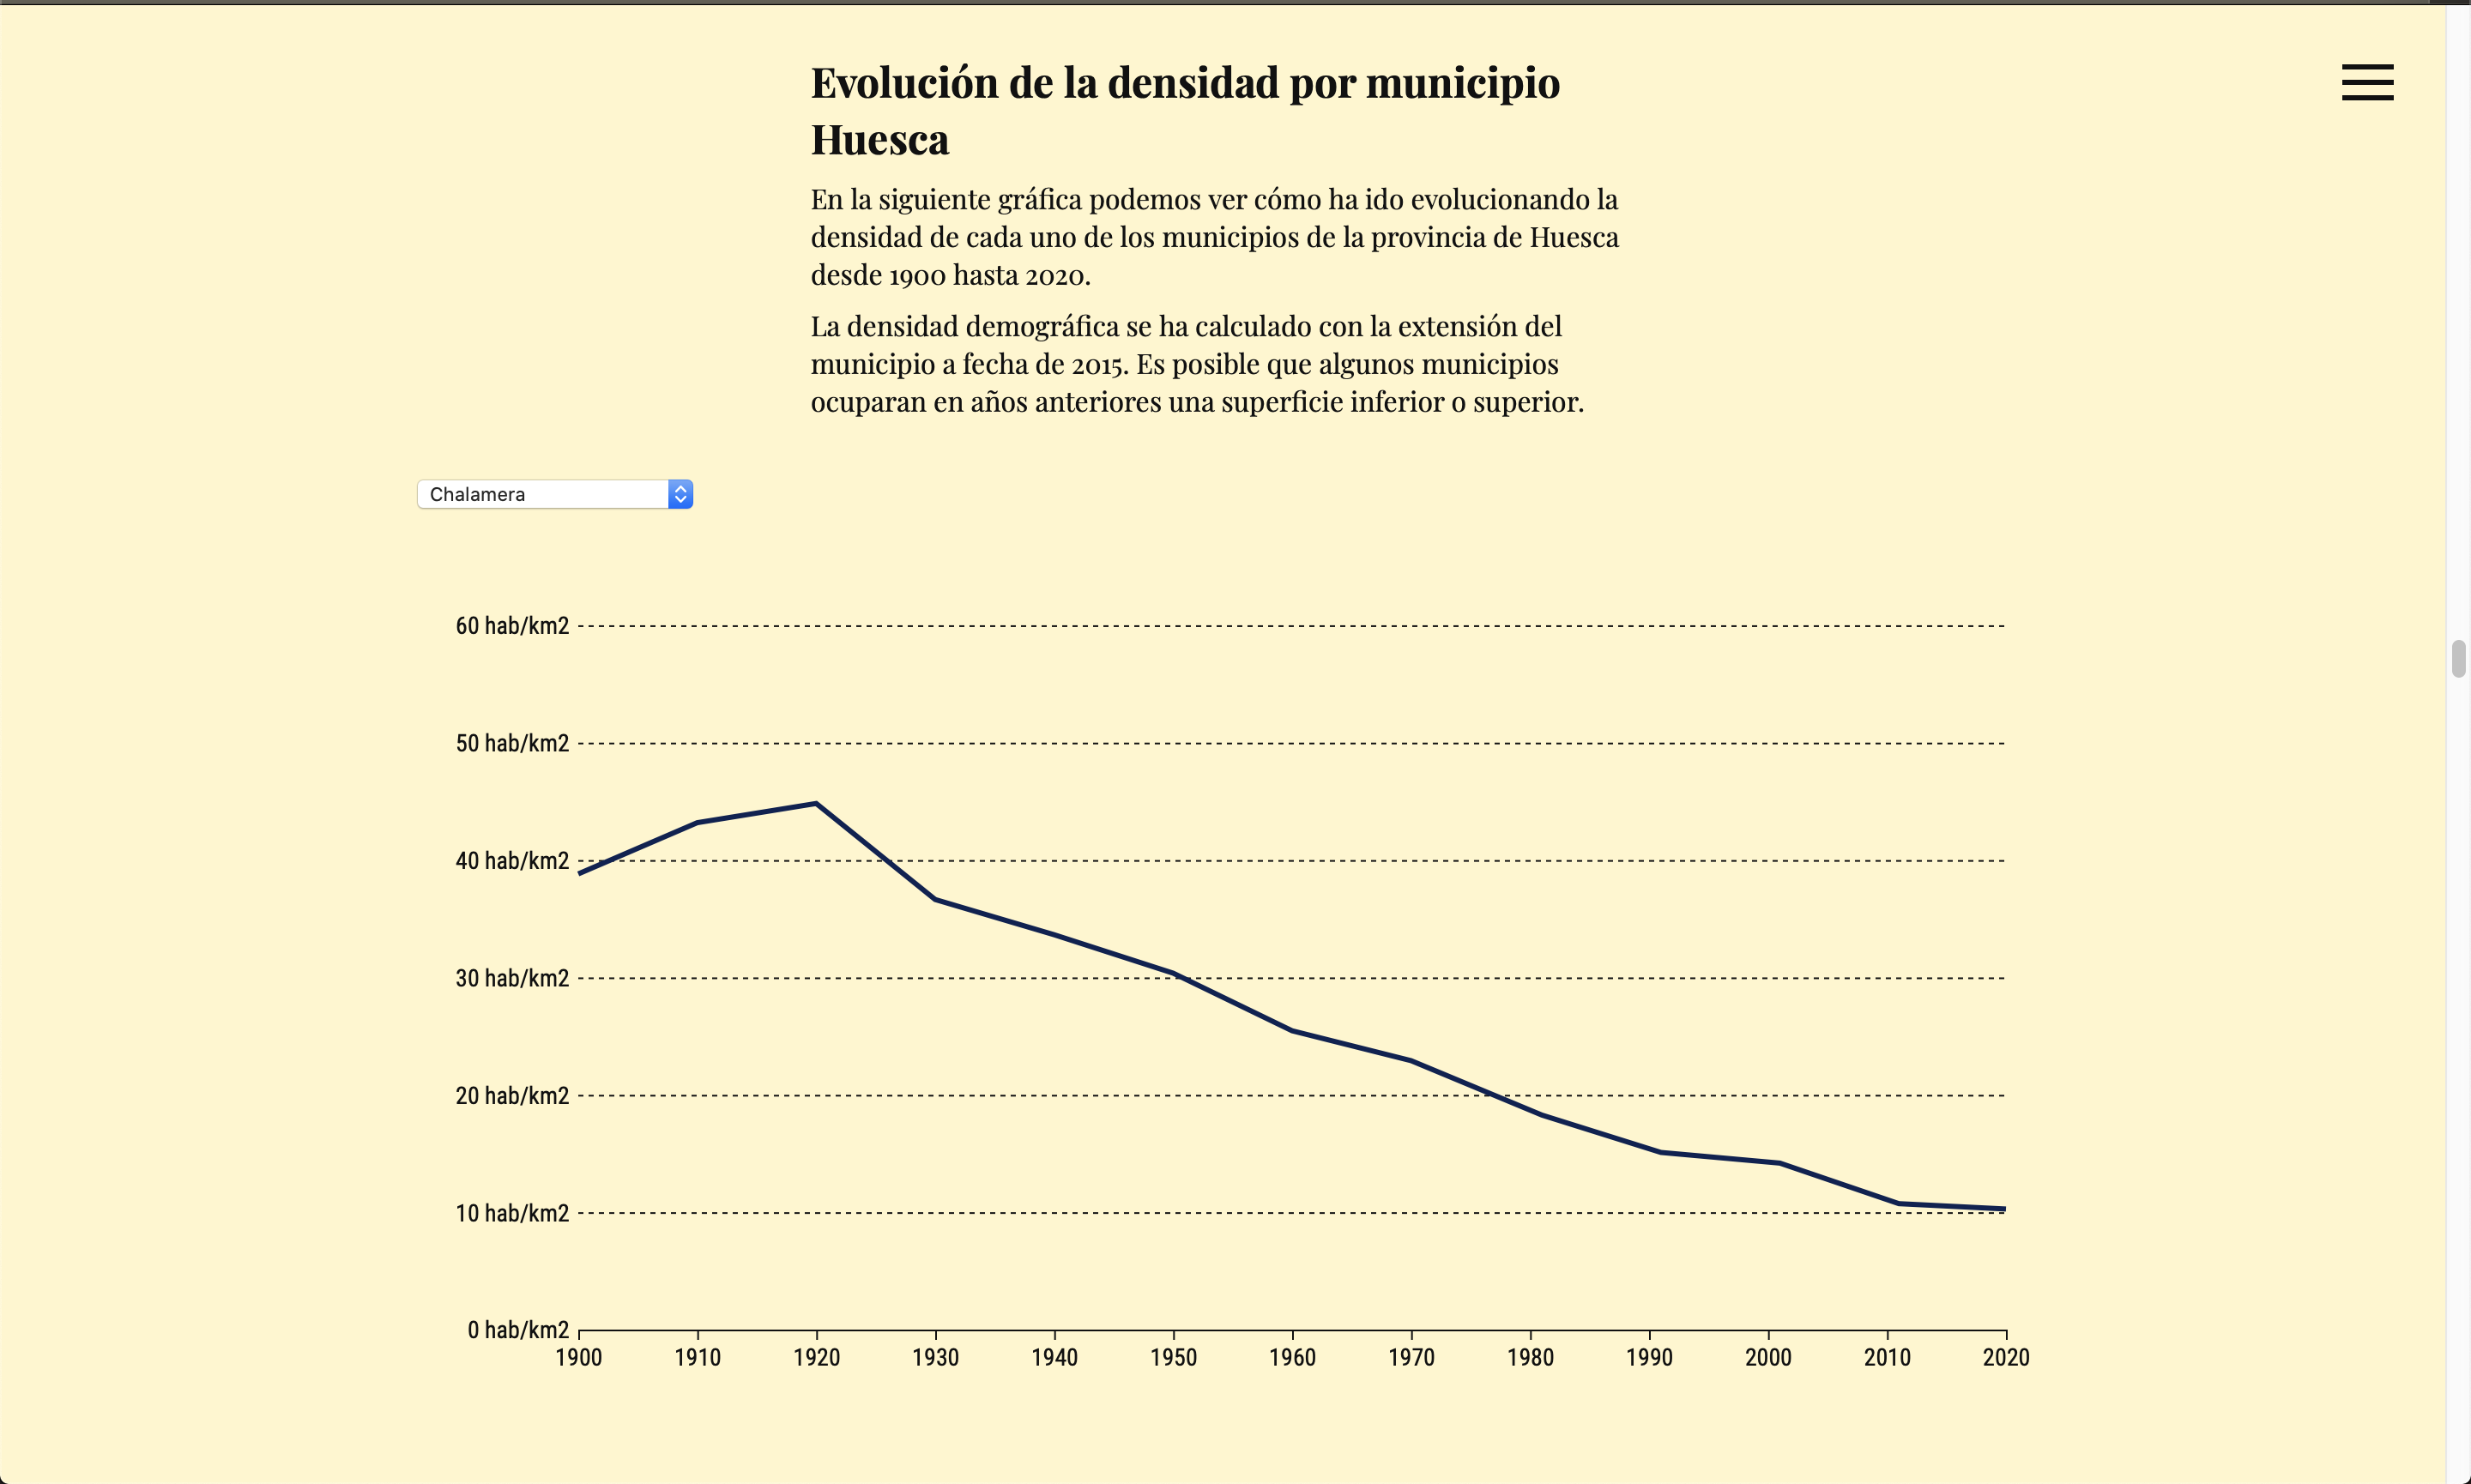 Evolución de la densidad por municipio
Huesca
En la siguiente gráfica podemos ver cómo ha ido evolucionando la
densidad de cada uno de los municipios de la provincia de Huesca
desde 1900 hasta 2020.
La densidad demográfica se ha calculado con la extensión del
municipio a fecha de 2015. Es posible que algunos municipios
ocuparan en años anteriores una superficie inferior o superior.
Chalamera
60 hab/km2
50 hab/km2
40 hab/km2
30 hab/km2
20 hab/km2
10 hab/km2
0 hab/km2
1900 1910 1920 1930 1940 1950 1960 1970 1980 1990 2000 2010 2020